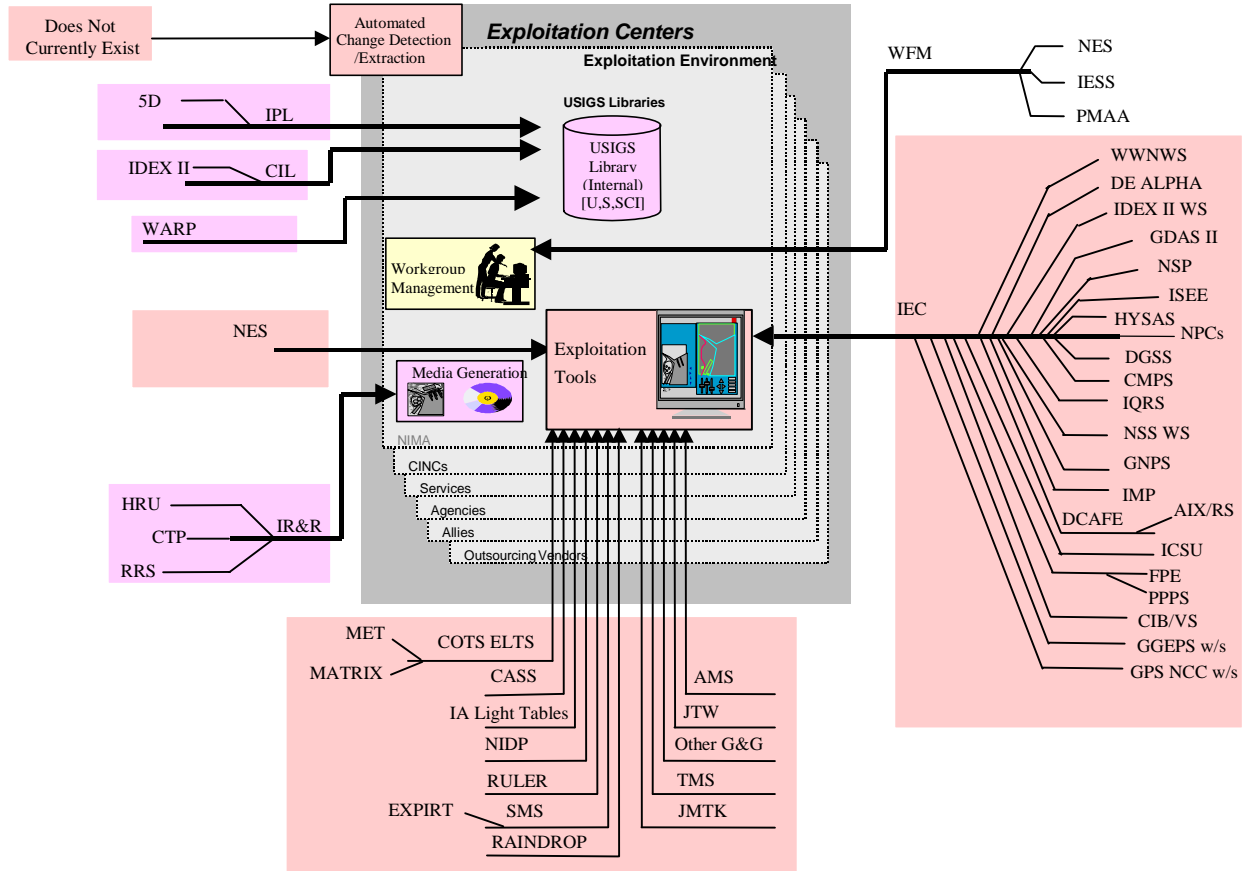 Does Not
Currently Exist
Automated
Change Detection
/Extraction
Exploitation Centers
Exploitation Environment
WFM
NES
IESS
PMAA
5D
IPL
IDEX II
CIL
WARP
USIGS Libraries
USIGS
Library
(Internal)
[U,S,SCI]
Workgroup
Management
NES
Exploitation
Tools
Media Generation
NIMA
CINCs
Services
Agencies
Allies
Outsourcing Vendors
HRU
CTP
RRS
IR&R
IEC
WWNWS
DE ALPHA
IDEX II WS
GDAS II
NSP
ISEE
HYSAS
NPCs
DGSS
CMPS
IQRS
NSS WS
GNPS
IMP
DCAFE
AIX/RS
ICSU
FPE
PPPS
CIB/VS
GGEPS w/s
GPS NCC w/s
MET
MATRIX
COTS ELTS
CASS
IA Light Tables
NIDP
RULER
EXPIRT
SMS
RAINDROP
AMS
JTW
Other G&G
TMS
JMTK